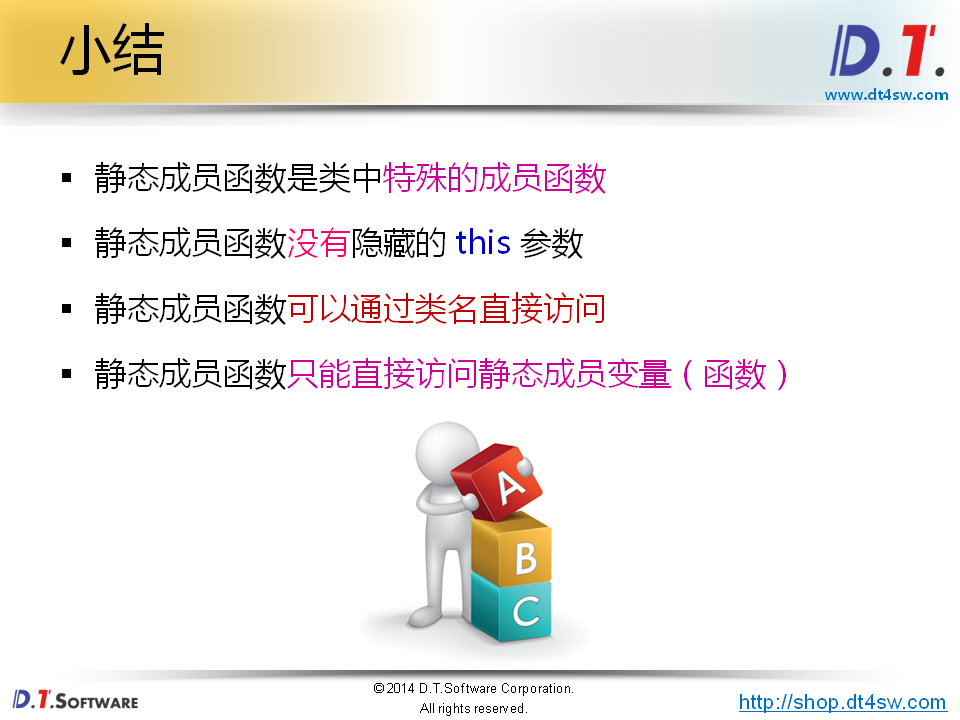 小结
D.T.
www.dt4sw.com
▪ 静态成员函数是类中特殊的成员函数
▪ 静态成员函数没有隐藏的 this 参数
▪ 静态成员函数可以通过类名直接访问
▪ 静态成员函数只能直接访问静态成员变量（函数）
A
B
C
D.T.SOFTWARE
©2014 D.T.Software Corporation.
All rights reserved.
http://shop.dt4sw.com